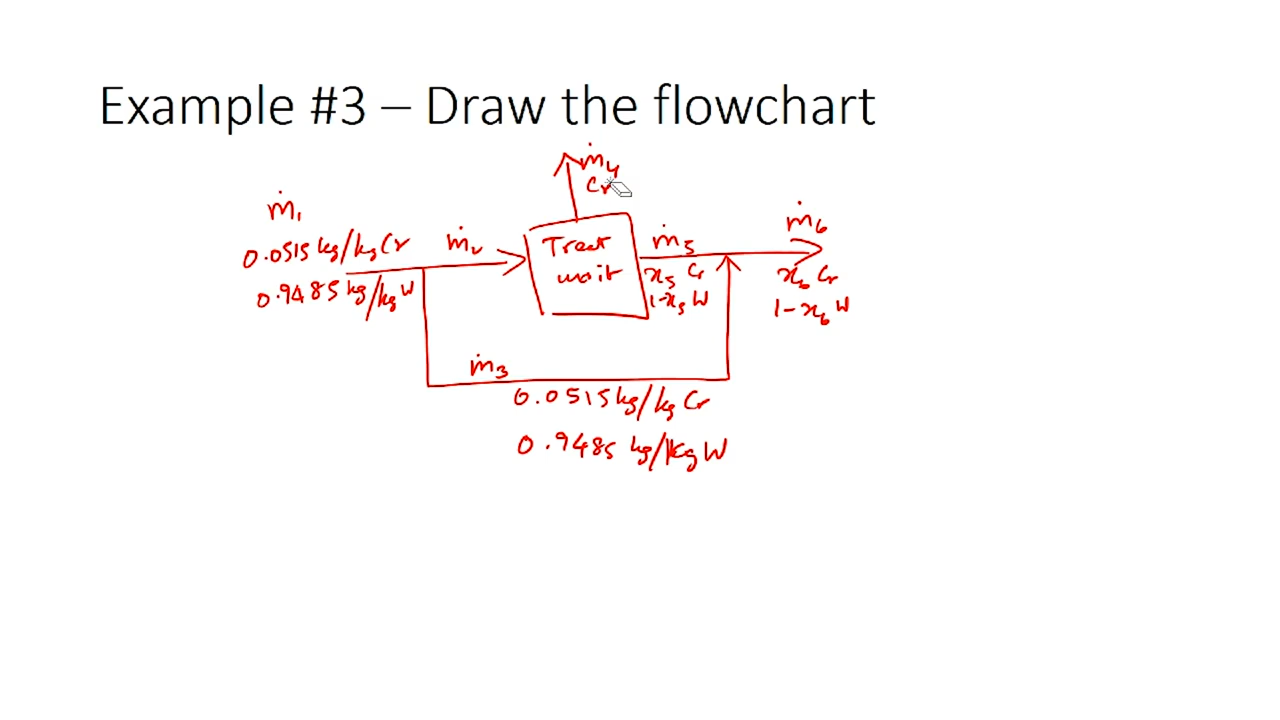 Example #3 – Draw the flowchart
ṁ₄
Cr
ṁ₁
0.0515 kg/kg Cr
0.9485 kg/kg W
ṁ₂
Treat
unit
ṁ₅
x₅ Cr
1-x₅ W
ṁ₆
x₆ Cr
1-x₆ W
ṁ₃
0.0515 kg/kg Cr
0.9485 kg/kg W